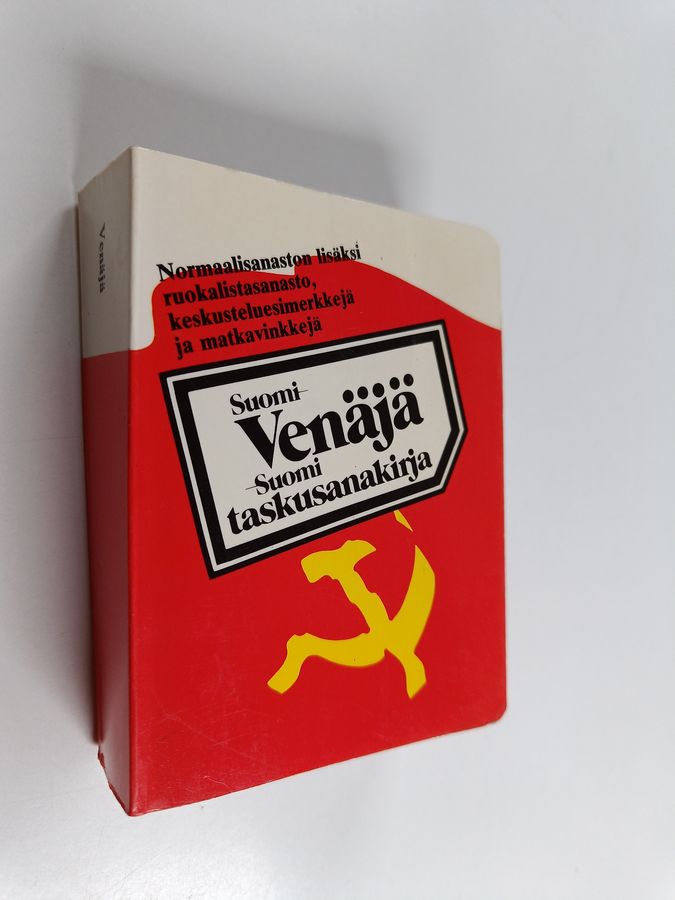 Venäjä
Normaalisanaston lisäksi
ruokalistasanasto,
keskusteluesimerkkejä
ja matkavinkkejä
Suomi-
Venäjä
-Suomi
taskusanakirja